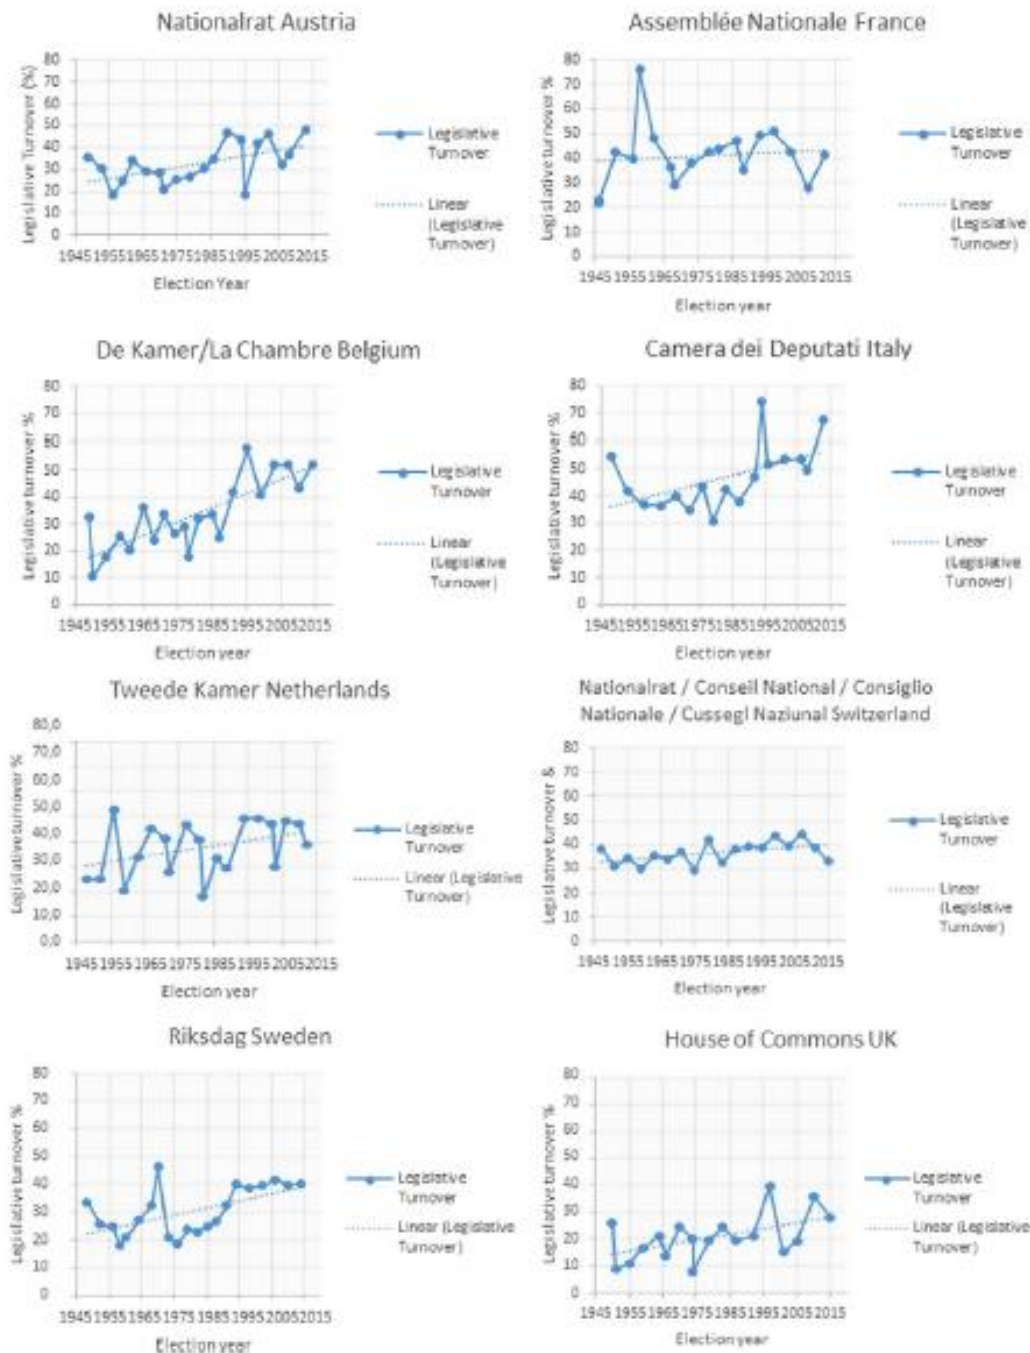 Nationalrat Austria
Legislative Turnover (%)
80
70
60
50
40
30
20
10
0
1945 1955 1965 1975 1985 1995 2005 2015
Election Year
Legislative
Turnover
Linear
(Legislative
Turnover)
Assemblée Nationale France
Legislative turnover %
80
70
60
50
40
30
20
10
0
1945 1955 1965 1975 1985 1995 2005 2015
Election year
Legislative
Turnover
Linear
(Legislative
Turnover)
De Kamer/La Chambre Belgium
Legislative turnover %
80
70
60
50
40
30
20
10
0
1945 1955 1965 1975 1985 1995 2005 2015
Election year
Legislative
Turnover
Linear
(Legislative
Turnover)
Camera dei Deputati Italy
Legislative turnover %
80
70
60
50
40
30
20
10
0
1945 1955 1965 1975 1985 1995 2005 2015
Election year
Legislative
Turnover
Linear
(Legislative
Turnover)
Tweede Kamer Netherlands
Legislative turnover %
80,0
70,0
60,0
50,0
40,0
30,0
20,0
10,0
0,0
1945 1955 1965 1975 1985 1995 2005 2015
Election year
Legislative
Turnover
Linear (Legislative
Turnover)
Nationalrat / Conseil National / Consiglio
Nationale / Cussegl Naziunal Switzerland
Legislative turnover &
80
70
60
50
40
30
20
10
0
1945 1955 1965 1975 1985 1995 2005 2015
Election year
Legislative
Turnover
Linear
(Legislative
Turnover)
Riksdag Sweden
Legislative turnover %
80
70
60
50
40
30
20
10
0
1945 1955 1965 1975 1985 1995 2005 2015
Election year
Legislative
Turnover
Linear (Legislative
Turnover)
House of Commons UK
Legislative turnover %
80
70
60
50
40
30
20
10
0
1945 1955 1965 1975 1985 1995 2005 2015
Election year
Legislative
Turnover
Linear (Legislative
Turnover)